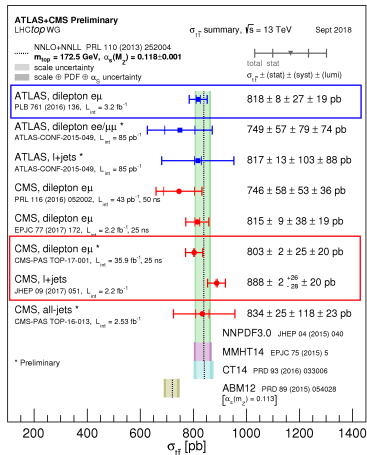 ATLAS+CMS Preliminary
LHCtopWG
σtt̄ summary, √s = 13 TeV
Sept 2018
NNLO+NNLL PRL 110 (2013) 252004
mtop = 172.5 GeV, αs(MZ) = 0.118±0.001
scale uncertainty
scale ⊕ PDF ⊕ αS uncertainty
total stat
σtt̄ ± (stat) ± (syst) ± (lumi)
ATLAS, dilepton eμ
PLB 761 (2016) 136, Lint = 3.2 fb⁻¹
818 ± 8 ± 27 ± 19 pb
ATLAS, dilepton ee/μμ *
ATLAS-CONF-2015-049, Lint = 85 pb⁻¹
749 ± 57 ± 79 ± 74 pb
ATLAS, l+jets *
ATLAS-CONF-2015-049, Lint = 85 pb⁻¹
817 ± 13 ± 103 ± 88 pb
CMS, dilepton eμ
PRL 116 (2016) 052002, Lint = 43 pb⁻¹, 50 ns
746 ± 58 ± 53 ± 36 pb
CMS, dilepton eμ
EPJC 77 (2017) 172, Lint = 2.2 fb⁻¹, 25 ns
815 ± 9 ± 38 ± 19 pb
CMS, dilepton eμ *
CMS-PAS TOP-17-001, Lint = 35.9 fb⁻¹, 25 ns
803 ± 2 ± 25 ± 20 pb
CMS, l+jets
JHEP 09 (2017) 051, Lint = 2.2 fb⁻¹
888 ± 2 +26 -28 ± 20 pb
CMS, all-jets *
CMS-PAS TOP-16-013, Lint = 2.53 fb⁻¹
834 ± 25 ± 118 ± 23 pb
NNPDF3.0 JHEP 04 (2015) 040
MMHT14 EPJC 75 (2015) 5
* Preliminary
CT14 PRD 93 (2016) 033006
ABM12 PRD 89 (2015) 054028
[αs(mZ) = 0.113]
200 400 600 800 1000 1200 1400
σtt̄ [pb]